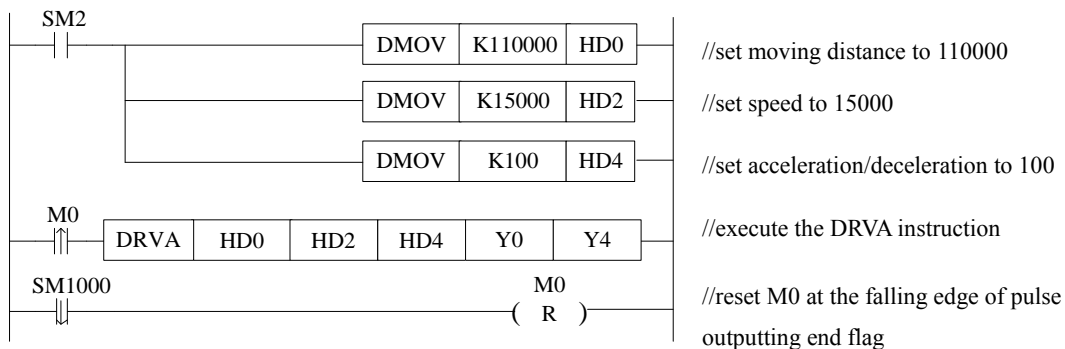 SM2
DMOV K110000 HD0 //set moving distance to 110000
DMOV K15000 HD2 //set speed to 15000
DMOV K100 HD4 //set acceleration/deceleration to 100
M0
DRVA HD0 HD2 HD4 Y0 Y4 //execute the DRVA instruction
SM1000 M0
( R ) //reset M0 at the falling edge of pulse
outputting end flag